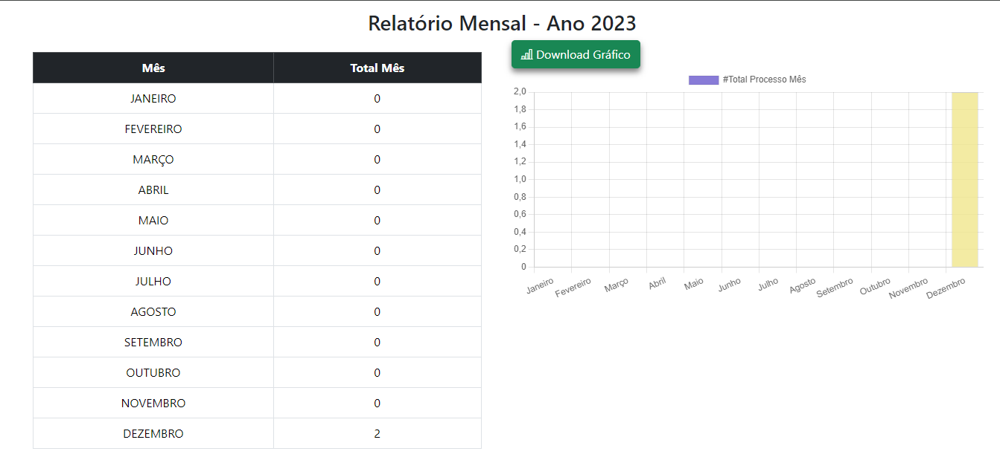 Relatório Mensal - Ano 2023
Mês Total Mês
JANEIRO 0
FEVEREIRO 0
MARÇO 0
ABRIL 0
MAIO 0
JUNHO 0
JULHO 0
AGOSTO 0
SETEMBRO 0
OUTUBRO 0
NOVEMBRO 0
DEZEMBRO 2
Download Gráfico
#Total Processo Mês
2,0
1,8
1,6
1,4
1,2
1,0
0,8
0,6
0,4
0,2
0
Janeiro Fevereiro Março Abril Maio Junho Julho Agosto Setembro Outubro Novembro Dezembro